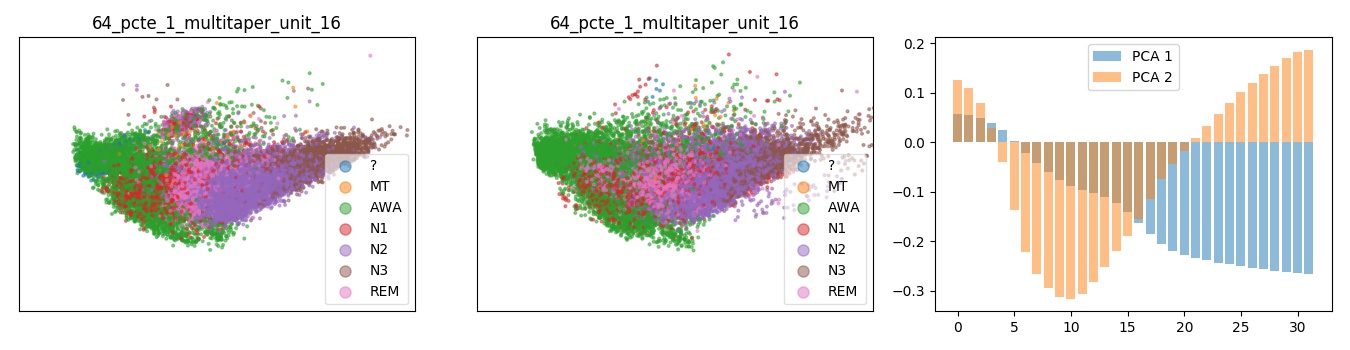 64_pcte_1_multitaper_unit_16
?
MT
AWA
N1
N2
N3
REM
64_pcte_1_multitaper_unit_16
?
MT
AWA
N1
N2
N3
REM
PCA 1
PCA 2
0.2
0.1
0.0
−0.1
−0.2
−0.3
0 5 10 15 20 25 30